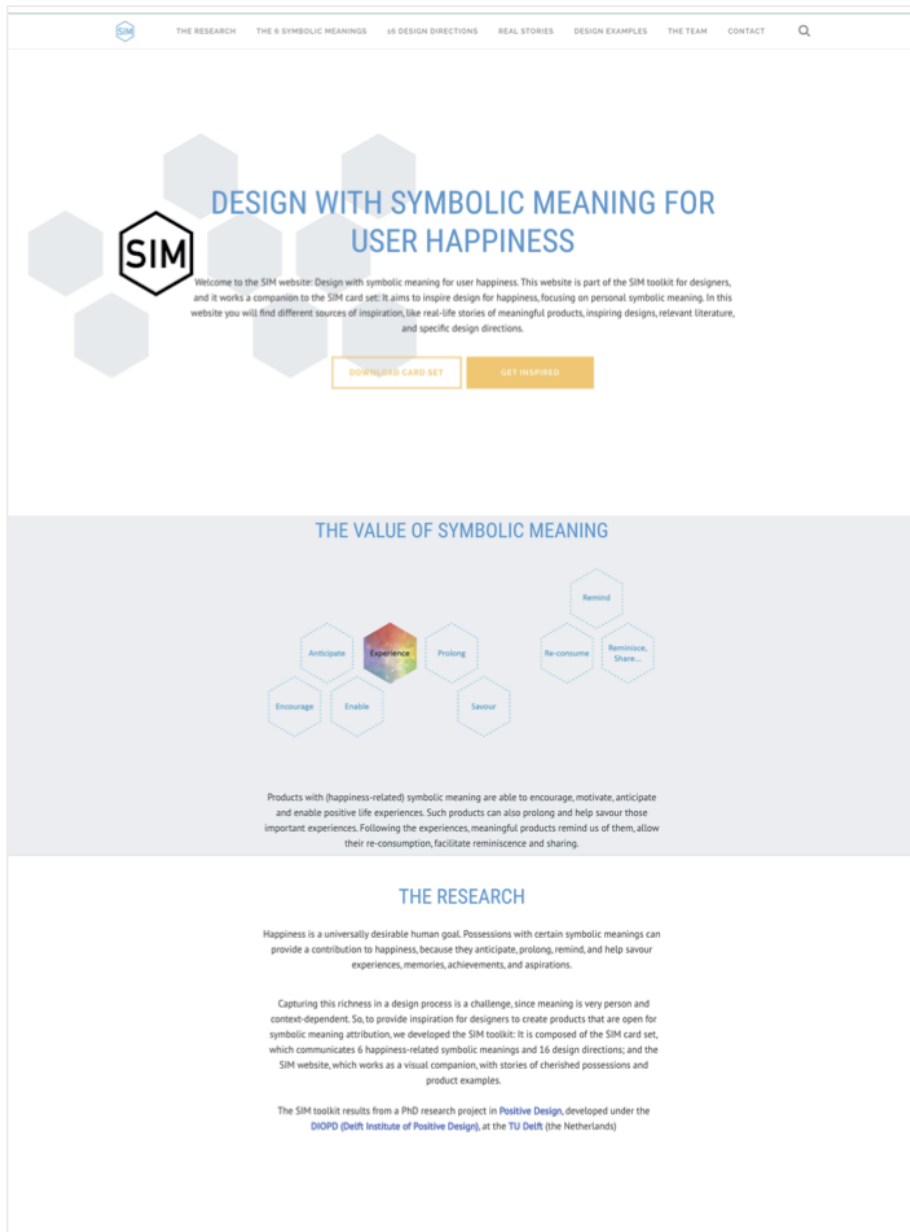 SIM
THE RESEARCH
THE 6 SYMBOLIC MEANINGS
16 DESIGN DIRECTIONS
REAL STORIES
DESIGN EXAMPLES
THE TEAM
CONTACT
DESIGN WITH SYMBOLIC MEANING FOR
USER HAPPINESS
SIM
Welcome to the SIM website: Design with symbolic meaning for user happiness. This website is part of the SIM toolkit for designers,
and it works a companion to the SIM card set: It aims to inspire design for happiness, focusing on personal symbolic meaning. In this
website you will find different sources of inspiration, like real-life stories of meaningful products, inspiring designs, relevant literature,
and specific design directions.
DOWNLOAD CARD SET
GET INSPIRED
THE VALUE OF SYMBOLIC MEANING
Remind
Anticipate
Experience
Prolong
Re-consume
Reminisce,
Share...
Encourage
Enable
Savour
Products with (happiness-related) symbolic meaning are able to encourage, motivate, anticipate
and enable positive life experiences. Such products can also prolong and help savour those
important experiences. Following the experiences, meaningful products remind us of them, allow
their re-consumption, facilitate reminiscence and sharing.
THE RESEARCH
Happiness is a universally desirable human goal. Possessions with certain symbolic meanings can
provide a contribution to happiness, because they anticipate, prolong, remind, and help savour
experiences, memories, achievements, and aspirations.
Capturing this richness in a design process is a challenge, since meaning is very person and
context-dependent. So, to provide inspiration for designers to create products that are open for
symbolic meaning attribution, we developed the SIM toolkit: It is composed of the SIM card set,
which communicates 6 happiness-related symbolic meanings and 16 design directions; and the
SIM website, which works as a visual companion, with stories of cherished possessions and
product examples.
The SIM toolkit results from a PhD research project in Positive Design, developed under the
DIOPD (Delft Institute of Positive Design), at the TU Delft (the Netherlands)